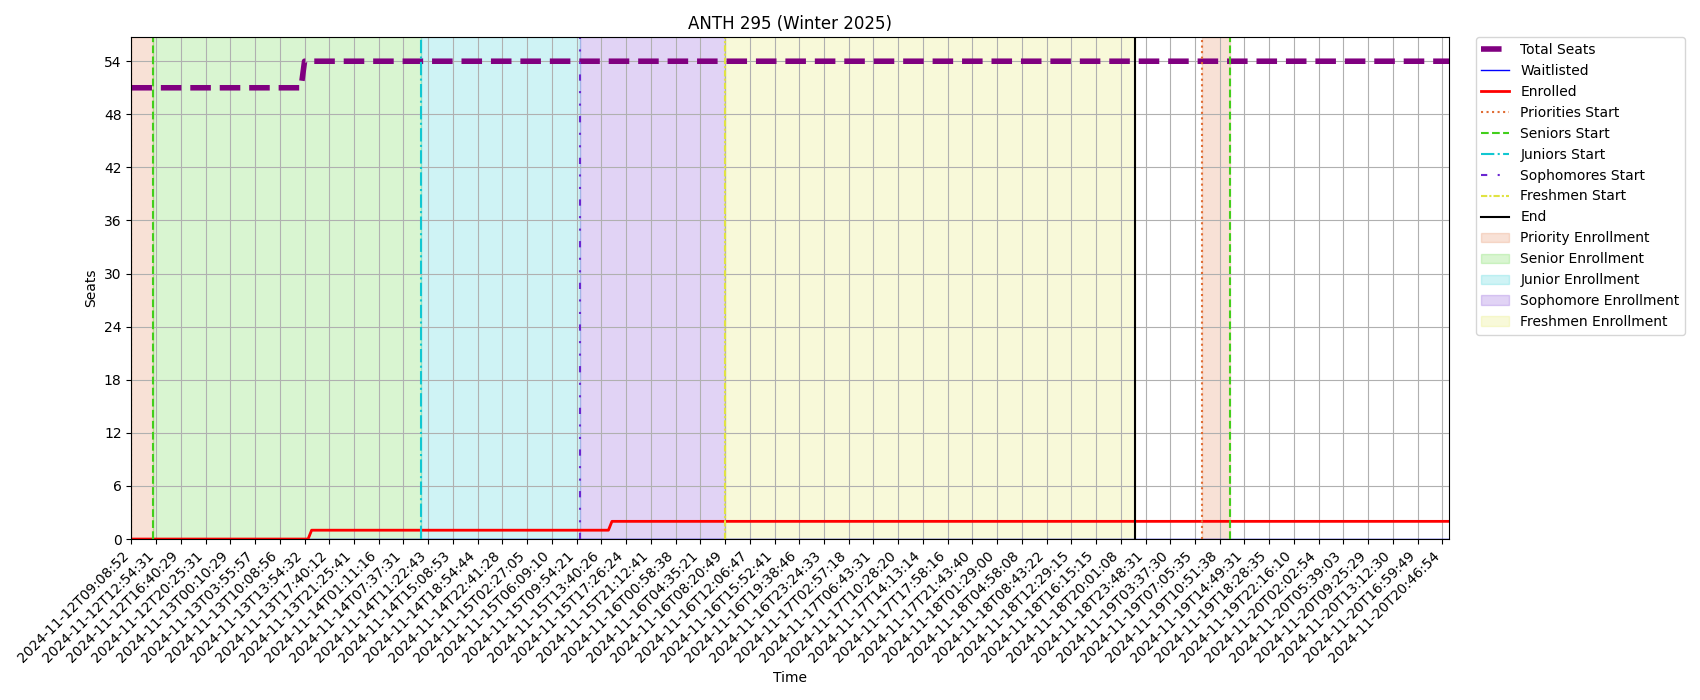 ANTH 295 (Winter 2025)
Total Seats
Waitlisted
Enrolled
Priorities Start
Seniors Start
Juniors Start
Sophomores Start
Freshmen Start
End
Priority Enrollment
Senior Enrollment
Junior Enrollment
Sophomore Enrollment
Freshmen Enrollment
Seats
54
48
42
36
30
24
18
12
6
0
2024-11-12T09:08:52
2024-11-12T12:54:31
2024-11-12T16:40:29
2024-11-12T20:25:31
2024-11-13T00:10:29
2024-11-13T03:55:57
2024-11-13T10:08:56
2024-11-13T13:54:32
2024-11-13T17:40:12
2024-11-13T21:25:41
2024-11-14T01:11:16
2024-11-14T07:37:31
2024-11-14T11:22:43
2024-11-14T15:08:53
2024-11-14T18:54:44
2024-11-14T22:41:28
2024-11-15T02:27:05
2024-11-15T06:09:10
2024-11-15T09:54:21
2024-11-15T13:40:26
2024-11-15T17:26:24
2024-11-15T21:12:41
2024-11-16T00:58:38
2024-11-16T04:35:21
2024-11-16T08:20:49
2024-11-16T12:06:47
2024-11-16T15:52:41
2024-11-16T19:38:46
2024-11-16T23:24:33
2024-11-17T02:57:19
2024-11-17T06:43:31
2024-11-17T10:28:20
2024-11-17T14:13:14
2024-11-17T17:58:16
2024-11-17T21:43:40
2024-11-18T01:29:00
2024-11-18T04:58:08
2024-11-18T08:43:22
2024-11-18T12:29:15
2024-11-18T16:15:15
2024-11-18T20:01:08
2024-11-18T23:48:31
2024-11-19T03:37:30
2024-11-19T07:05:35
2024-11-19T10:51:38
2024-11-19T14:49:37
2024-11-19T18:28:35
2024-11-19T22:16:10
2024-11-20T02:02:54
2024-11-20T05:39:03
2024-11-20T09:25:29
2024-11-20T13:12:30
2024-11-20T16:59:49
2024-11-20T20:46:54
Time